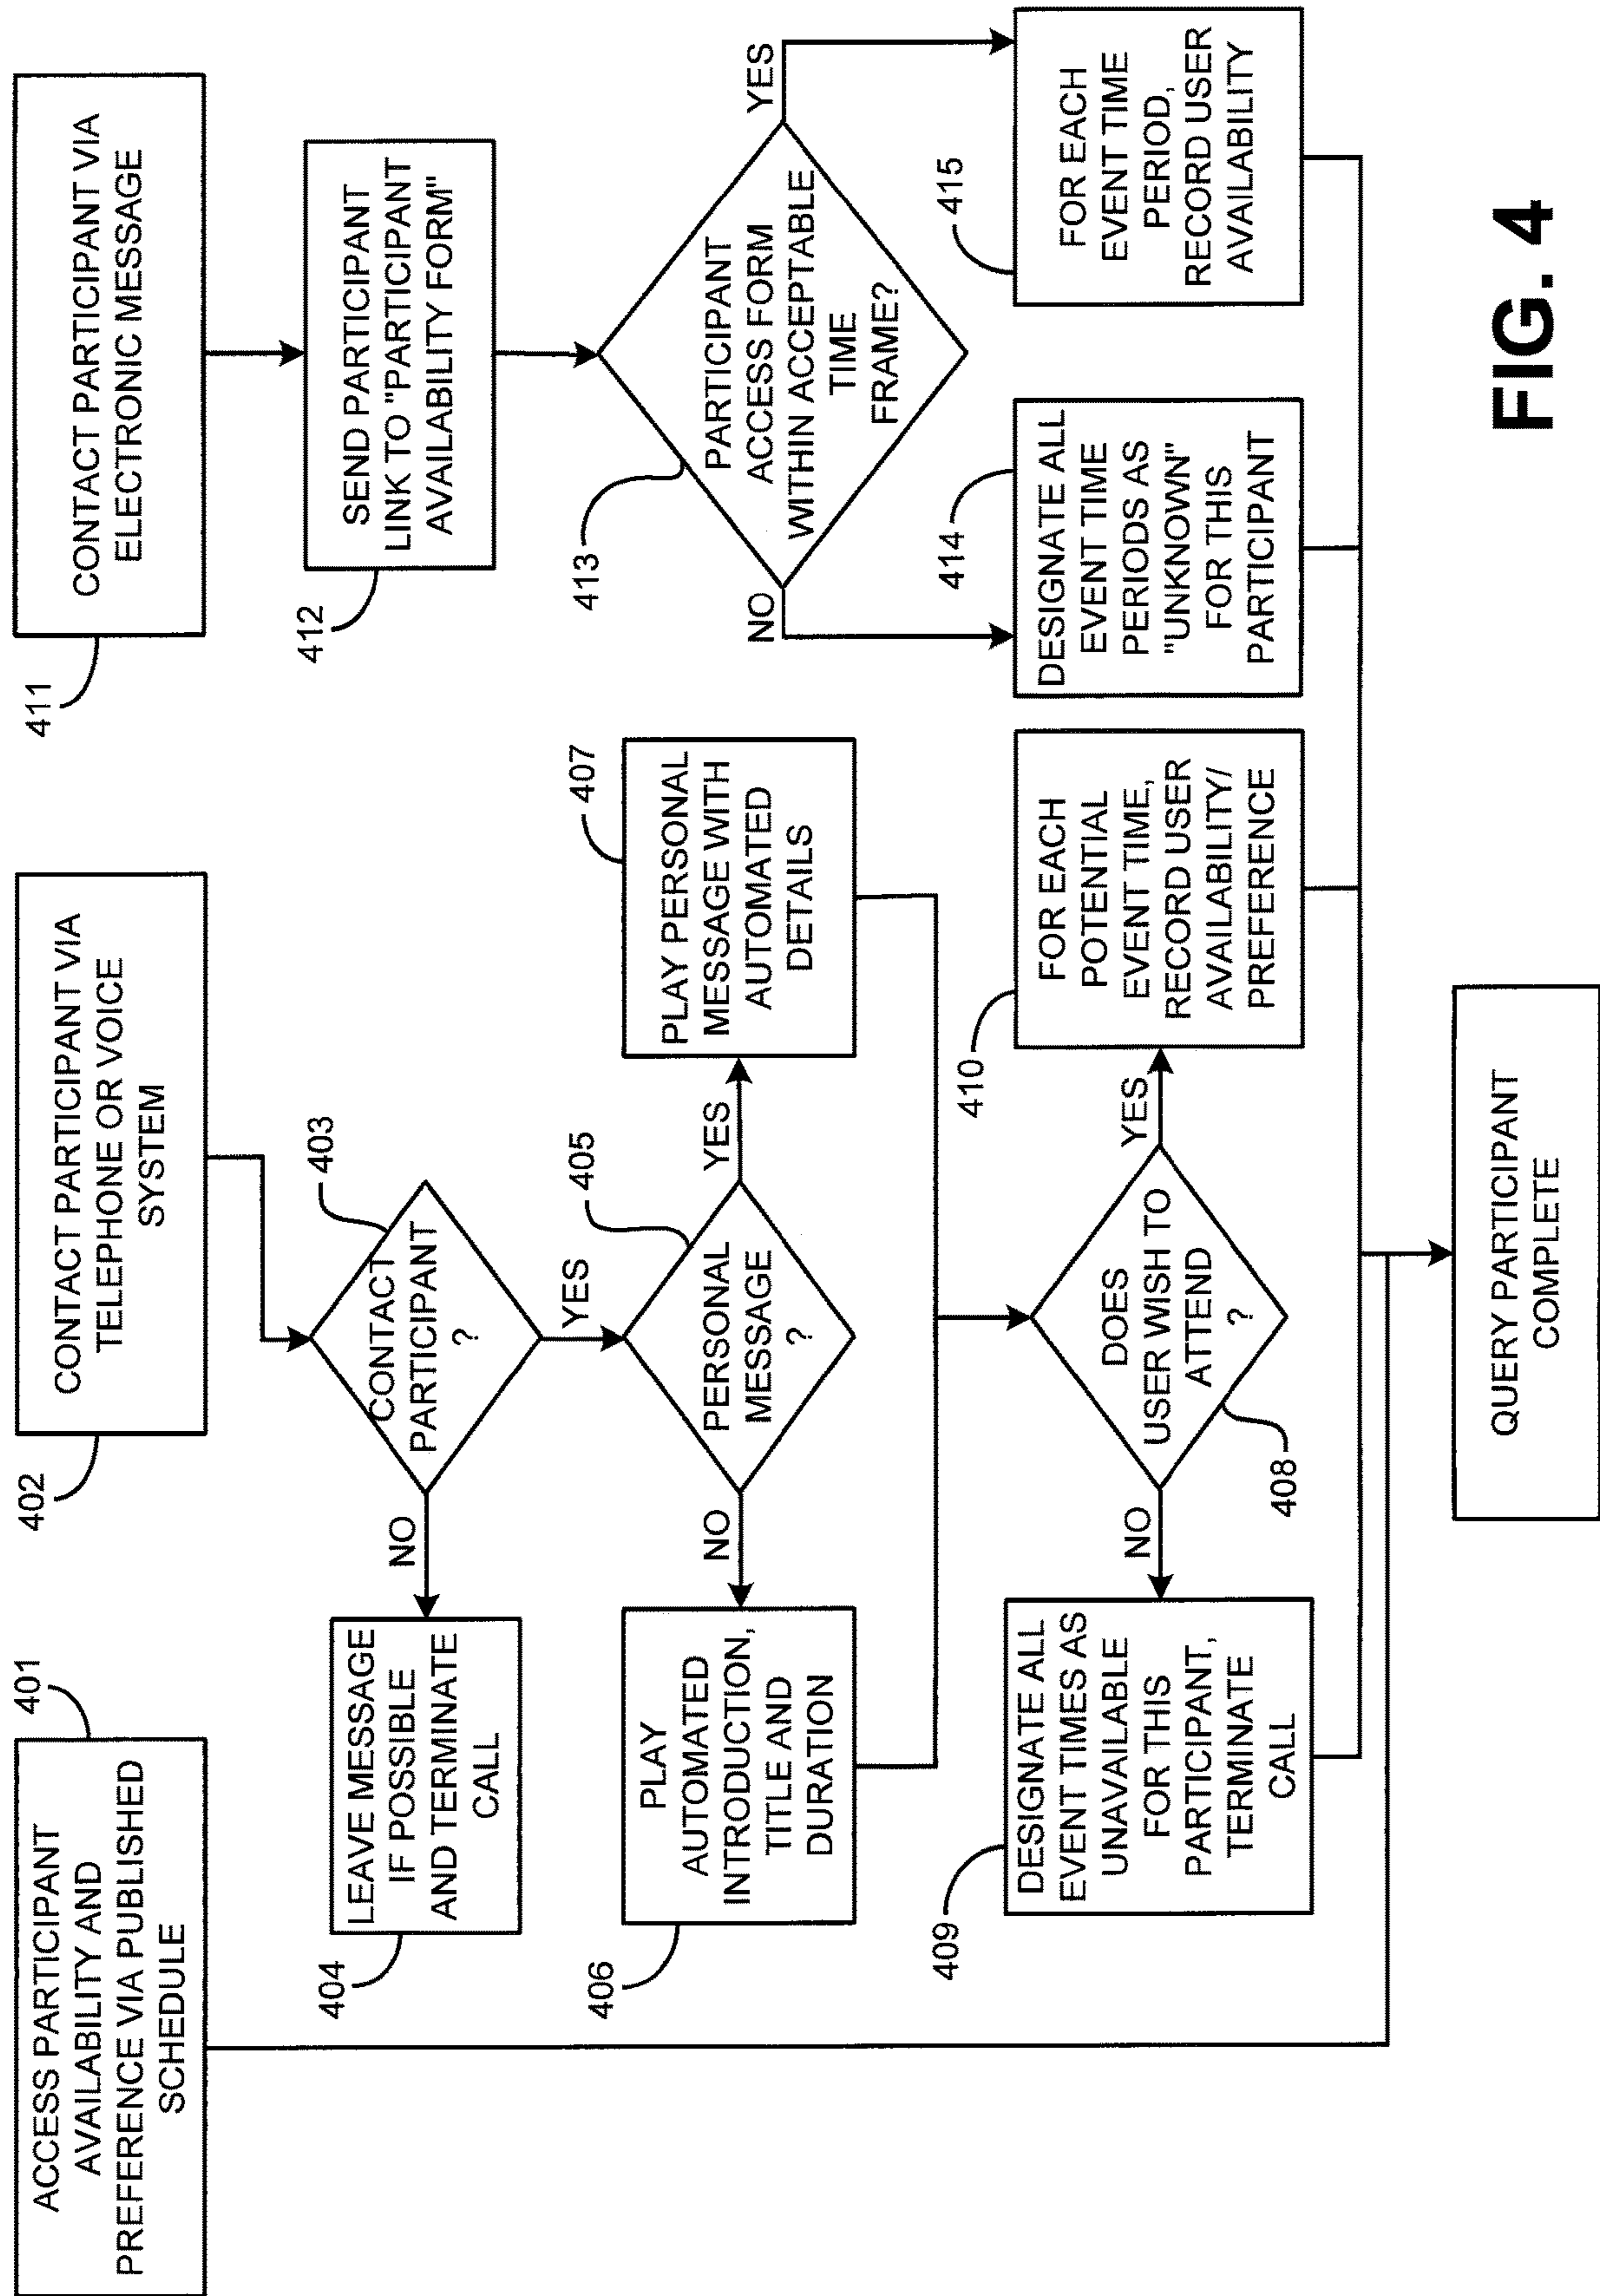 401
ACCESS PARTICIPANT
AVAILABILITY AND
PREFERENCE VIA PUBLISHED
SCHEDULE
402
CONTACT PARTICIPANT VIA
TELEPHONE OR VOICE
SYSTEM
411
CONTACT PARTICIPANT VIA
ELECTRONIC MESSAGE
403
CONTACT
PARTICIPANT
?
NO
YES
404
LEAVE MESSAGE
IF POSSIBLE
AND TERMINATE
CALL
405
PERSONAL
MESSAGE
?
NO
YES
406
PLAY
AUTOMATED
INTRODUCTION,
TITLE AND
DURATION
407
PLAY PERSONAL
MESSAGE WITH
AUTOMATED
DETAILS
408
DOES
USER WISH TO
ATTEND
?
NO
YES
409
DESIGNATE ALL
EVENT TIMES AS
UNAVAILABLE
FOR THIS
PARTICIPANT,
TERMINATE
CALL
410
FOR EACH
POTENTIAL
EVENT TIME,
RECORD USER
AVAILABILITY/
PREFERENCE
412
SEND PARTICIPANT
LINK TO "PARTICIPANT
AVAILABILITY FORM"
413
PARTICIPANT
ACCESS FORM
WITHIN ACCEPTABLE
TIME
FRAME?
NO
YES
414
DESIGNATE ALL
EVENT TIME
PERIODS AS
"UNKNOWN"
FOR THIS
PARTICIPANT
415
FOR EACH
EVENT TIME
PERIOD,
RECORD USER
AVAILABILITY
QUERY PARTICIPANT
COMPLETE
FIG. 4